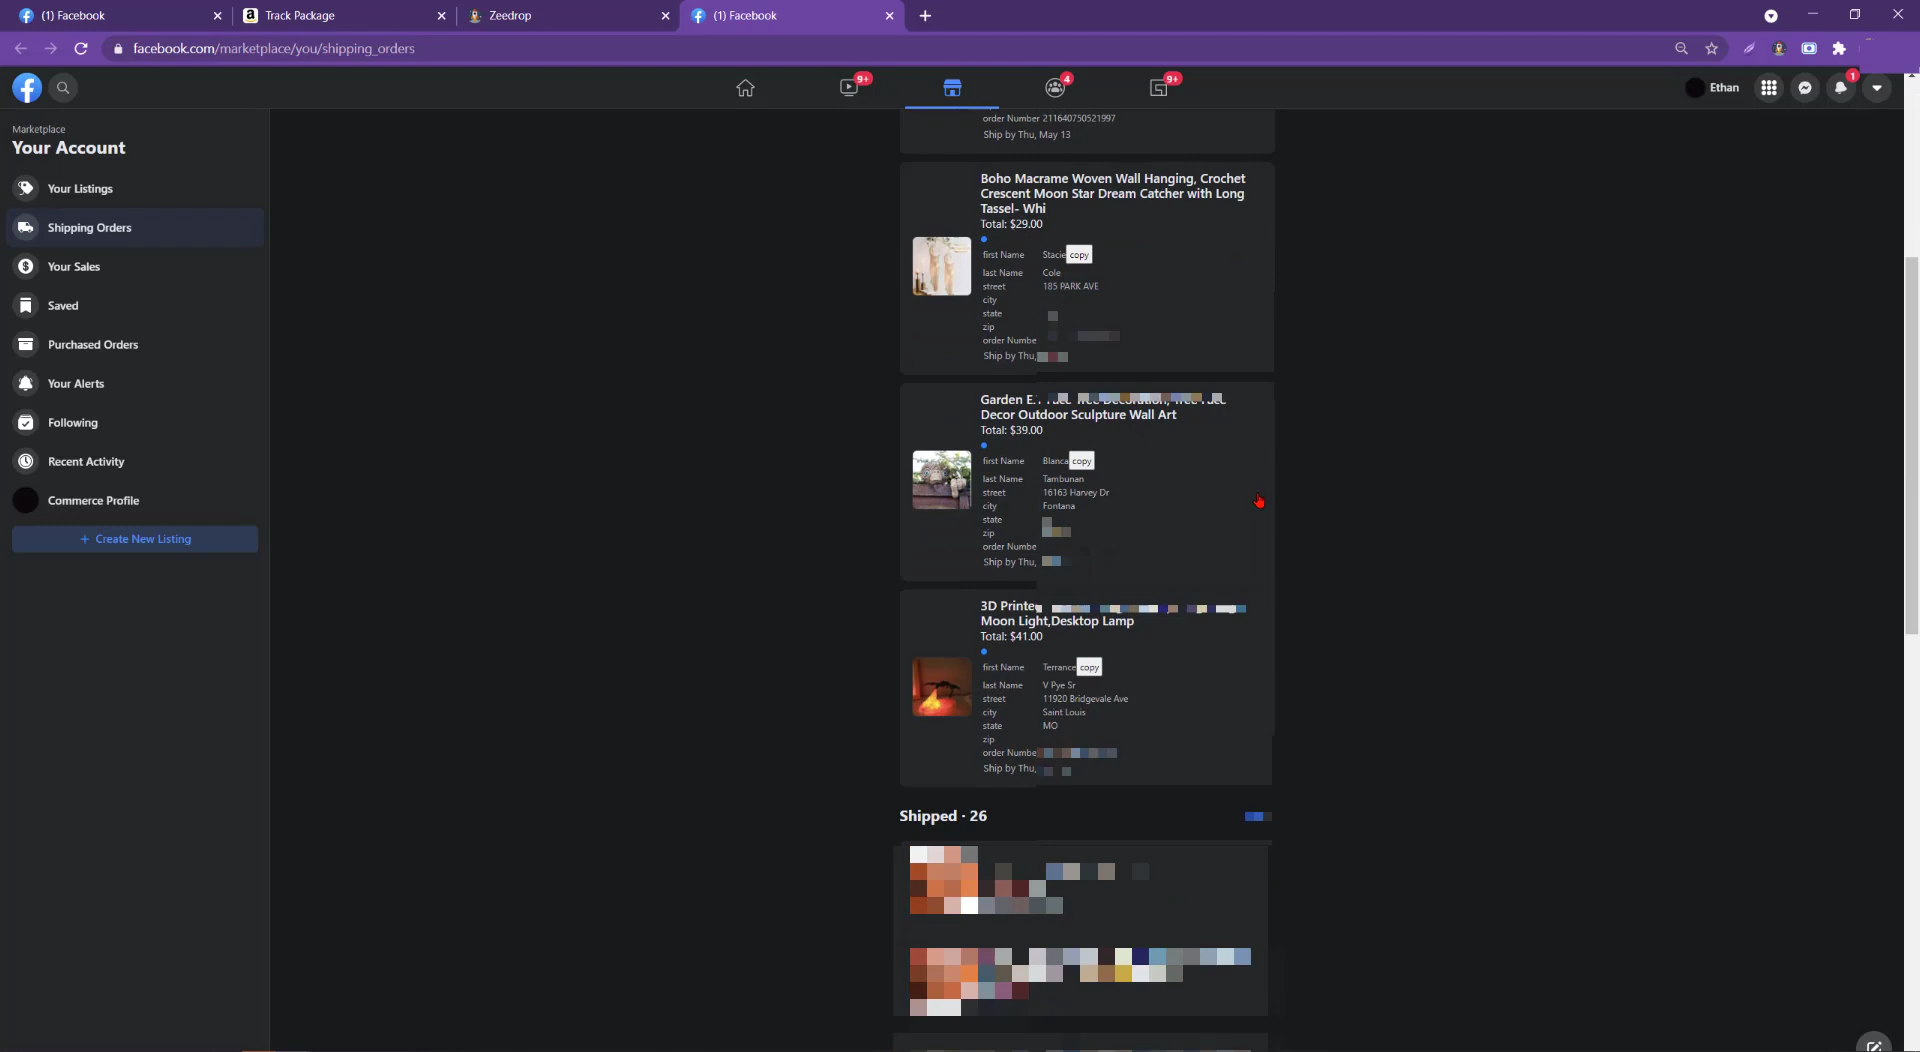 (1) Facebook
Track Package
Zeedrop
(1) Facebook
facebook.com/marketplace/you/shipping_orders
9+
4
9+
Ethan
1
Marketplace
Your Account
Your Listings
Shipping Orders
Your Sales
Saved
Purchased Orders
Your Alerts
Following
Recent Activity
Commerce Profile
+ Create New Listing
order Number 211640750521997
Ship by Thu, May 13
Boho Macrame Woven Wall Hanging, Crochet
Crescent Moon Star Dream Catcher with Long
Tassel- Whi
Total: $29.00
first Name Stacie copy
last Name Cole
street 185 PARK AVE
city
state
zip
order Numbe
Ship by Thu,
Garden
Decor Outdoor Sculpture Wall Art
Total: $39.00
first Name Blanca copy
last Name Tambunan
street 16163 Harvey Dr
city Fontana
state
zip
order Numbe
Ship by Thu,
3D Printe
Moon Light,Desktop Lamp
Total: $41.00
first Name Terrance copy
last Name V Pye Sr
street 11920 Bridgevale Ave
city Saint Louis
state MO
zip
order Numbe
Ship by Thu,
Shipped · 26